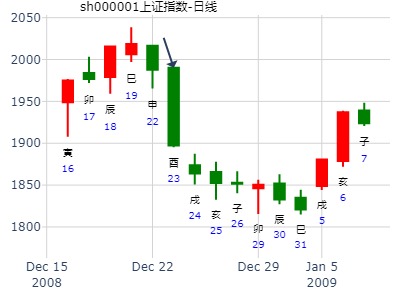 sh000001上证指数-日线
2050
2000
1950
1900
1850
1800
寅
16
卯
17
辰
18
巳
19
申
22
酉
23
戌
24
亥
25
子
26
卯
29
辰
30
巳
31
戌
5
亥
6
子
7
Dec 15
2008
Dec 22
Dec 29
Jan 5
2009